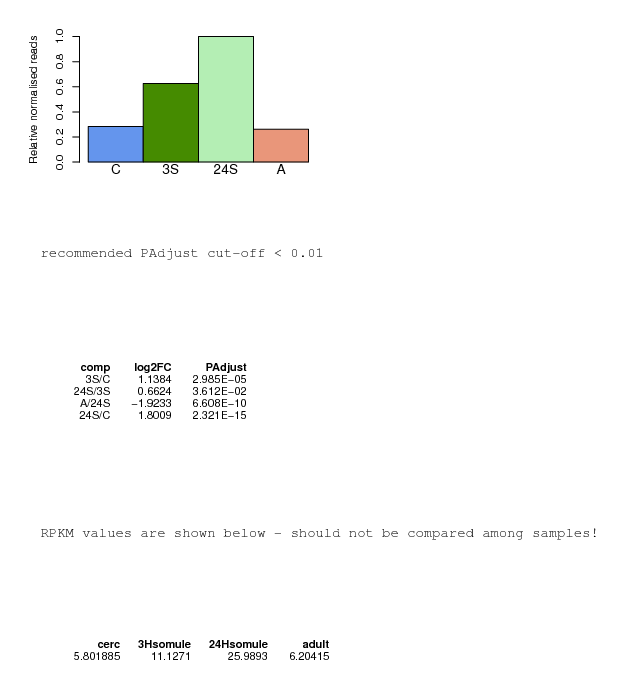 Relative normalised reads
1.0
0.8
0.6
0.4
0.2
0.0
C 3S 24S A
recommended PAdjust cut-off < 0.01
comp log2FC PAdjust
3S/C 1.1384 2.985E−05
24S/3S 0.6624 3.612E−02
A/24S −1.9233 6.608E−10
24S/C 1.8009 2.321E−15
RPKM values are shown below - should not be compared among samples!
cerc 3Hsomule 24Hsomule adult
5.801885 11.1271 25.9893 6.20415